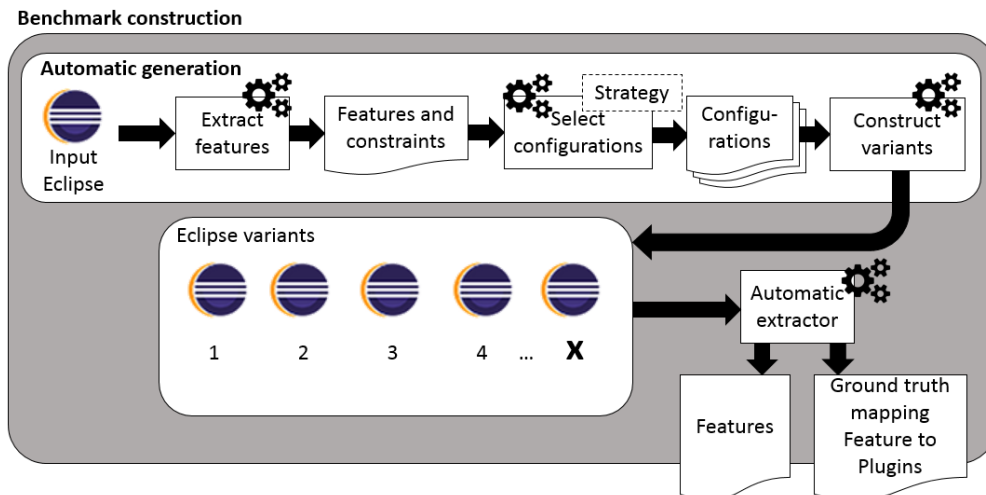 Benchmark construction
Automatic generation
Input
Eclipse
Extract
features
Features and
constraints
Strategy
Select
configurations
Configu-
rations
Construct
variants
Eclipse variants
1 2 3 4 ... X
Automatic
extractor
Features
Ground truth
mapping
Feature to
Plugins